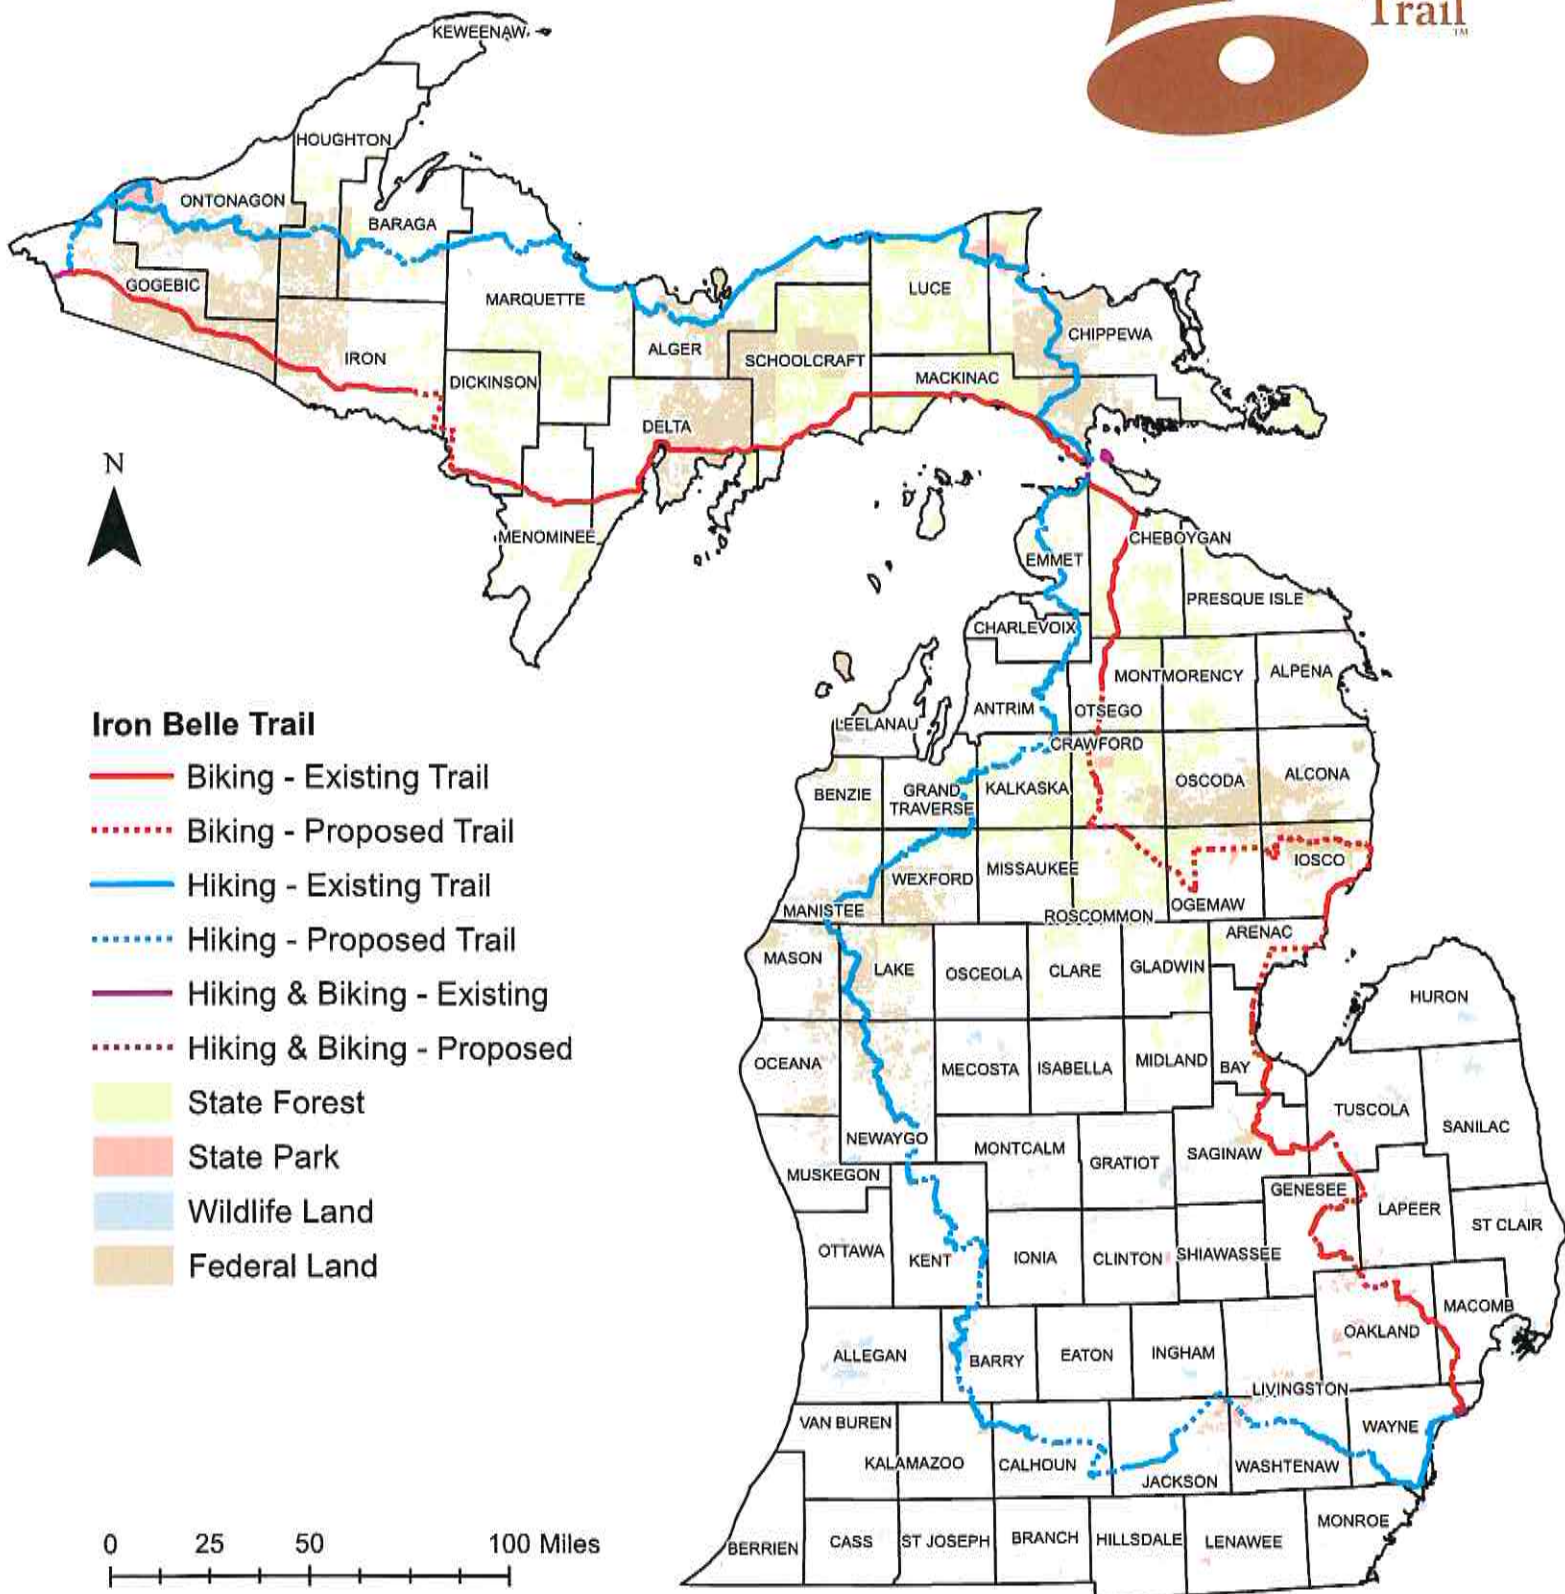 Trail
TM
KEWEENAW
HOUGHTON
ONTONAGON
BARAGA
GOGEBIC
MARQUETTE
LUCE
CHIPPEWA
IRON
ALGER
SCHOOLCRAFT
DICKINSON
MACKINAC
DELTA
MENOMINEE
N
CHEBOYGAN
EMMET
PRESQUE ISLE
CHARLEVOIX
MONTMORENCY
ALPENA
ANTRIM
OTSEGO
LEELANAU
CRAWFORD
BENZIE
GRAND
TRAVERSE
KALKASKA
OSCODA
ALCONA
WEXFORD
MISSAUKEE
IOSCO
MANISTEE
ROSCOMMON
OGEMAW
ARENAC
MASON
LAKE
OSCEOLA
CLARE
GLADWIN
HURON
OCEANA
MECOSTA
ISABELLA
MIDLAND
BAY
TUSCOLA
SANILAC
NEWAYGO
MONTCALM
GRATIOT
SAGINAW
MUSKEGON
GENESEE
LAPEER
ST CLAIR
OTTAWA
KENT
IONIA
CLINTON
SHIAWASSEE
MACOMB
OAKLAND
ALLEGAN
BARRY
EATON
INGHAM
LIVINGSTON
VAN BUREN
WAYNE
KALAMAZOO
CALHOUN
JACKSON
WASHTENAW
BERRIEN
CASS
ST JOSEPH
BRANCH
HILLSDALE
LENAWEE
MONROE
Iron Belle Trail
Biking - Existing Trail
Biking - Proposed Trail
Hiking - Existing Trail
Hiking - Proposed Trail
Hiking & Biking - Existing
Hiking & Biking - Proposed
State Forest
State Park
Wildlife Land
Federal Land
0 25 50 100 Miles